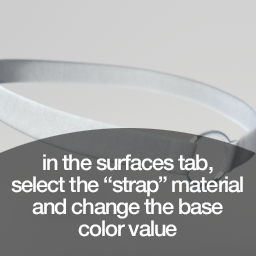 in the surfaces tab,
select the “strap” material
and change the base
color value